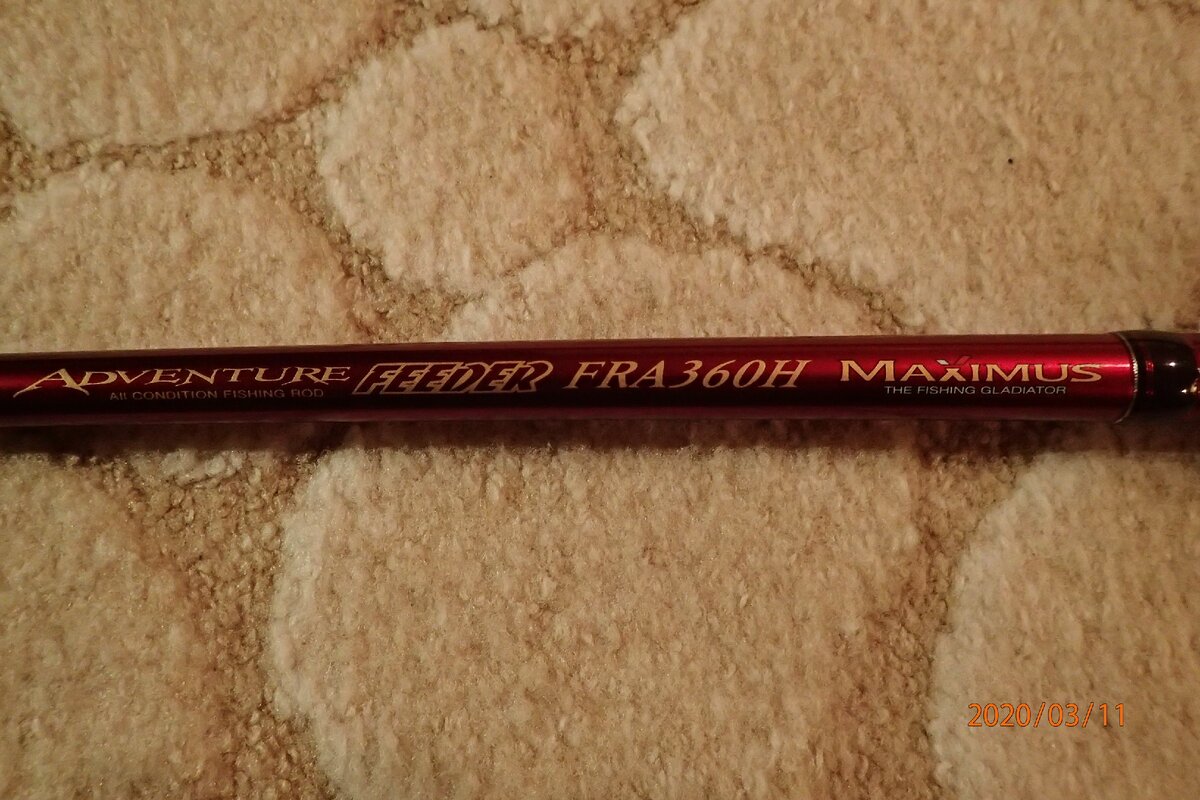 ADVENTURE FEEDER FRA360H MAXIMUS
All CONDITION FISHING ROD THE FISHING GLADIATOR
2020/03/11